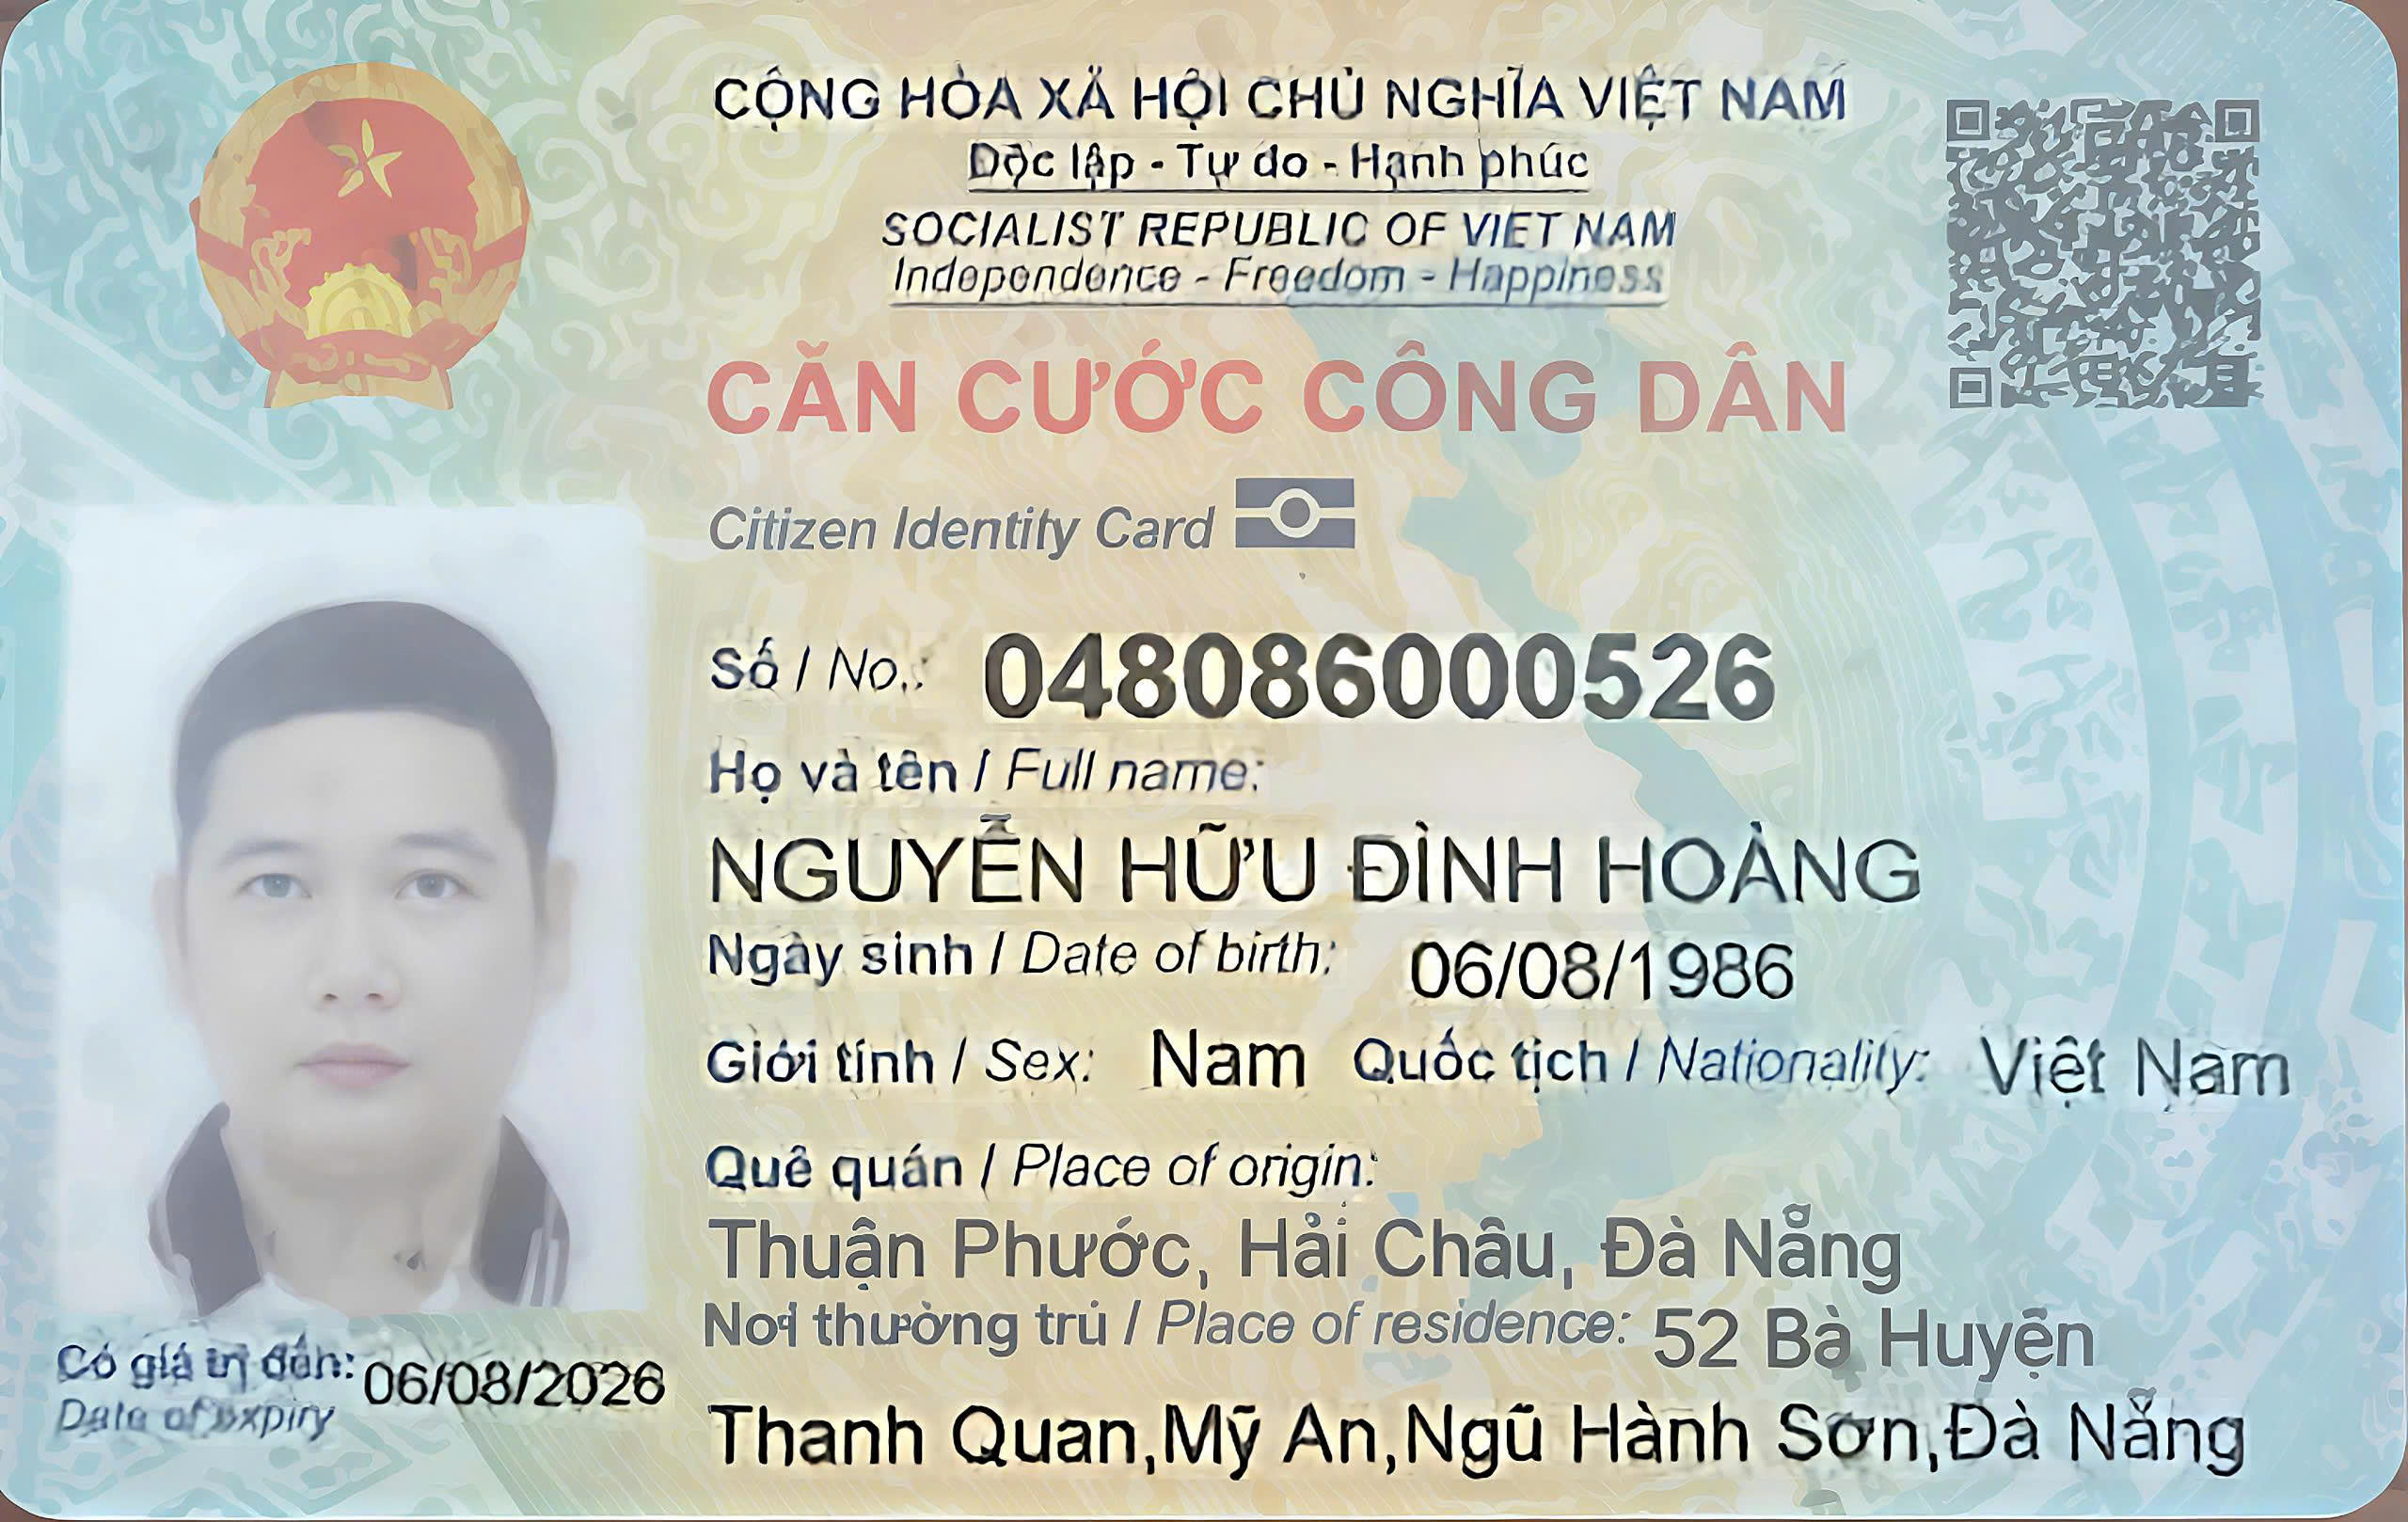 CỘNG HÒA XÃ HỘI CHỦ NGHĨA VIỆT NAM
Độc lập - Tự do - Hạnh phúc
SOCIALIST REPUBLIC OF VIET NAM
Independence - Freedom - Happiness
CĂN CƯỚC CÔNG DÂN
Citizen Identity Card
Số / No.: 048086000526
Họ và tên / Full name:
NGUYỄN HỮU ĐÌNH HOÀNG
Ngày sinh / Date of birth: 06/08/1986
Giới tính / Sex: Nam Quốc tịch / Nationality: Việt Nam
Quê quán / Place of origin:
Thuận Phước, Hải Châu, Đà Nẵng
Nơi thường trú / Place of residence: 52 Bà Huyện
Thanh Quan,Mỹ An,Ngũ Hành Sơn,Đà Nẵng
Có giá trị đến: 06/08/2026
Date of expiry